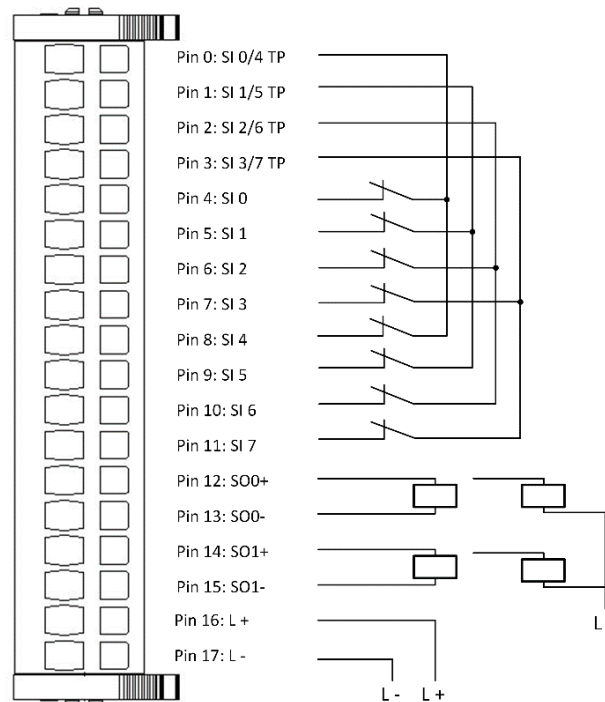 Pin 0: SI 0/4 TP
Pin 1: SI 1/5 TP
Pin 2: SI 2/6 TP
Pin 3: SI 3/7 TP
Pin 4: SI 0
Pin 5: SI 1
Pin 6: SI 2
Pin 7: SI 3
Pin 8: SI 4
Pin 9: SI 5
Pin 10: SI 6
Pin 11: SI 7
Pin 12: SO0+
Pin 13: SO0-
Pin 14: SO1+
Pin 15: SO1-
Pin 16: L +
L
Pin 17: L -
L - L +